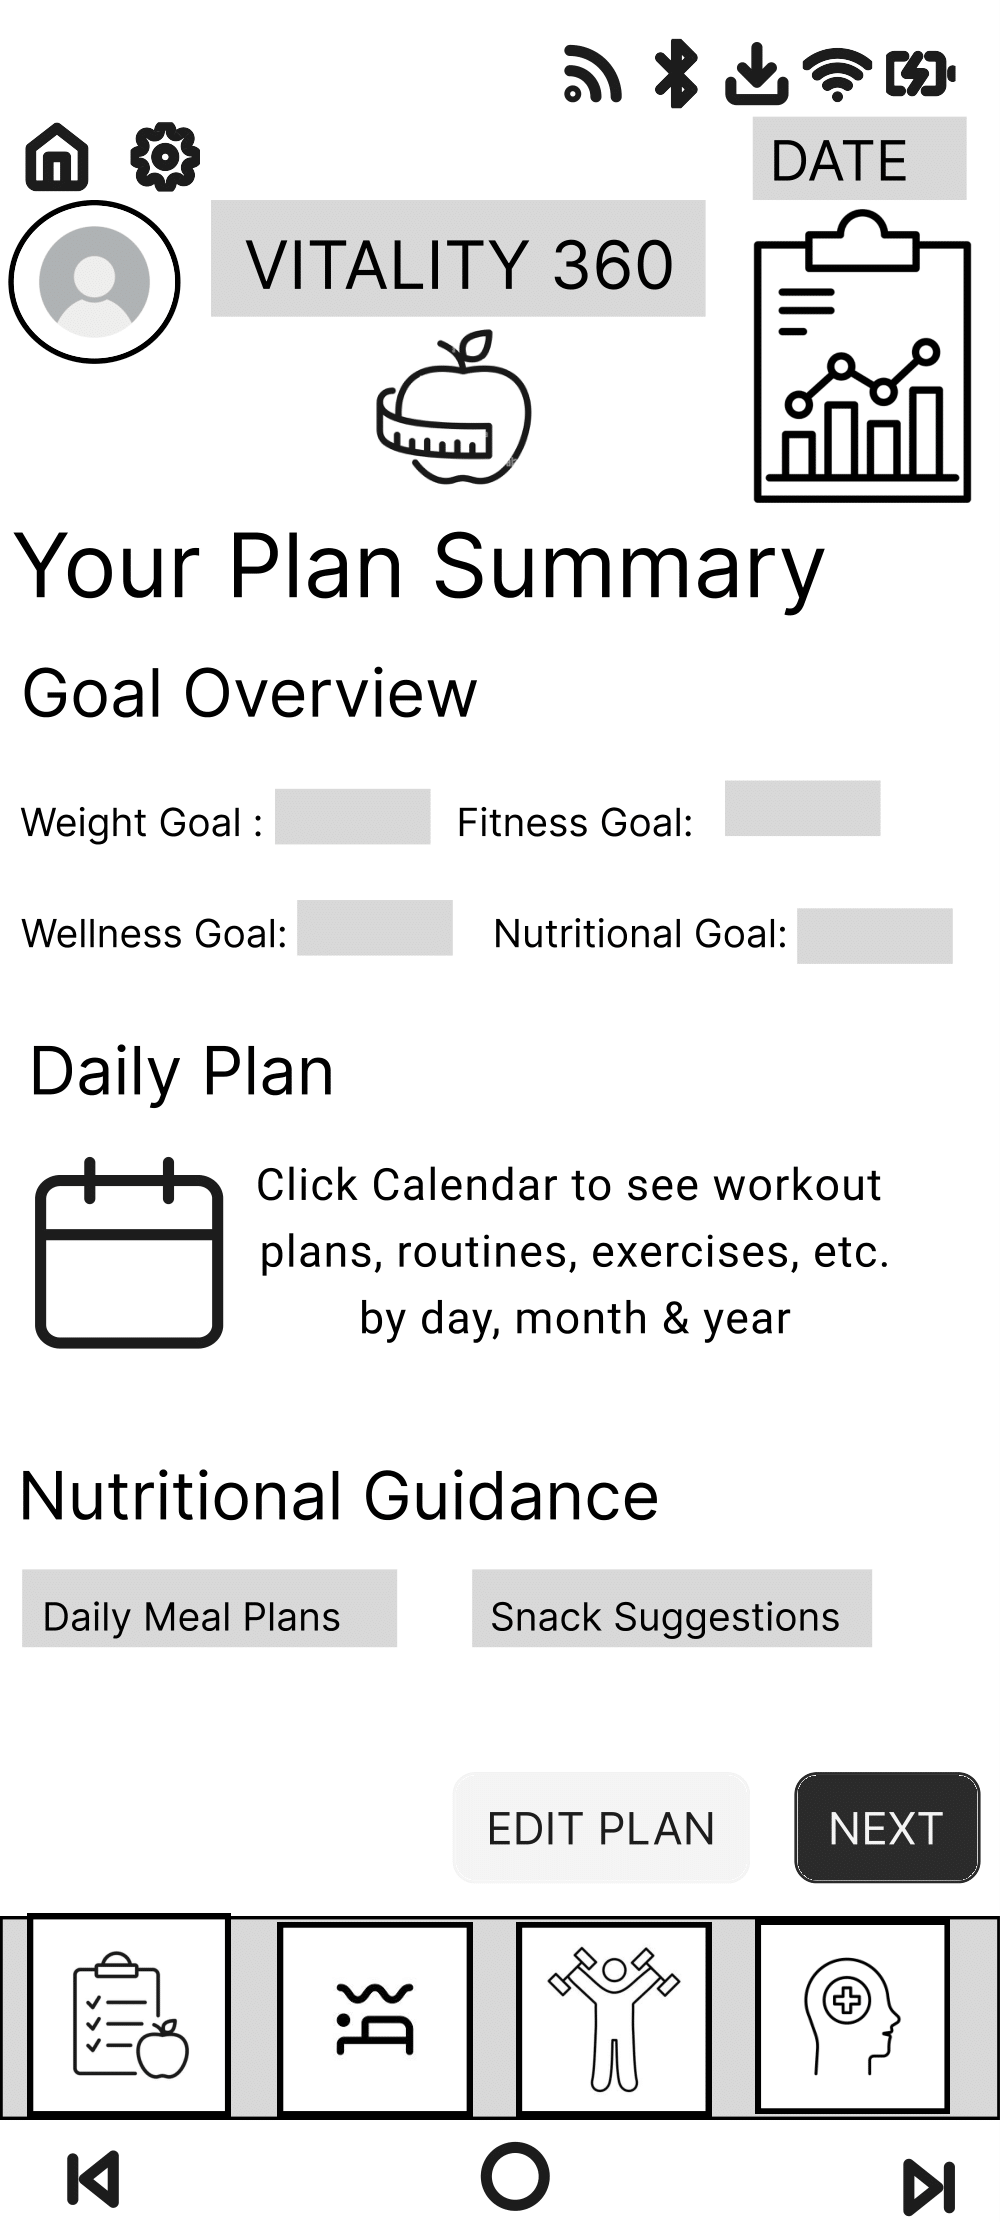 DATE
VITALITY 360
Your Plan Summary
Goal Overview
Weight Goal :
Fitness Goal:
Wellness Goal:
Nutritional Goal:
Daily Plan
Click Calendar to see workout
plans, routines, exercises, etc.
by day, month & year
Nutritional Guidance
Daily Meal Plans
Snack Suggestions
EDIT PLAN
NEXT